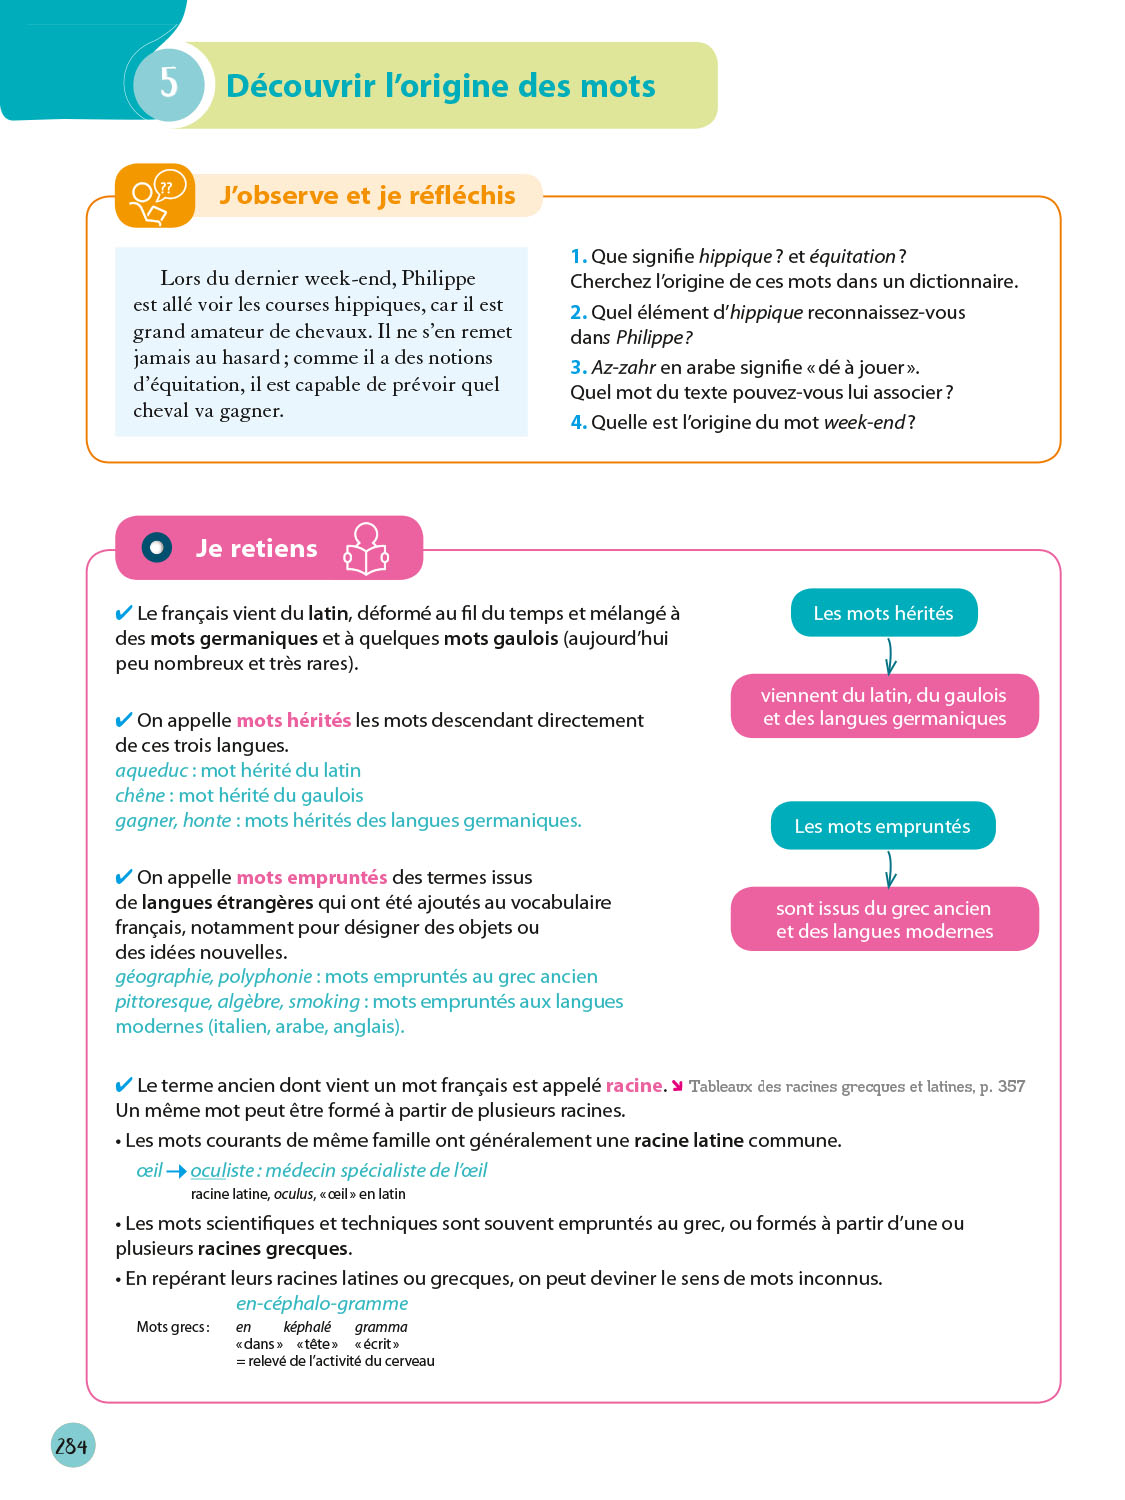 5
Découvrir l’origine des mots
??
J’observe et je réfléchis
Lors du dernier week-end, Philippe
est allé voir les courses hippiques, car il est
grand amateur de chevaux. Il ne s’en remet
jamais au hasard ; comme il a des notions
d’équitation, il est capable de prévoir quel
cheval va gagner.
1. Que signifie hippique ? et équitation ?
Cherchez l’origine de ces mots dans un dictionnaire.
2. Quel élément d’hippique reconnaissez-vous
dans Philippe ?
3. Az-zahr en arabe signifie « dé à jouer ».
Quel mot du texte pouvez-vous lui associer ?
4. Quelle est l’origine du mot week-end ?
Je retiens
✔ Le français vient du latin, déformé au fil du temps et mélangé à
des mots germaniques et à quelques mots gaulois (aujourd’hui
peu nombreux et très rares).
✔ On appelle mots hérités les mots descendant directement
de ces trois langues.
aqueduc : mot hérité du latin
chêne : mot hérité du gaulois
gagner, honte : mots hérités des langues germaniques.
✔ On appelle mots empruntés des termes issus
de langues étrangères qui ont été ajoutés au vocabulaire
français, notamment pour désigner des objets ou
des idées nouvelles.
géographie, polyphonie : mots empruntés au grec ancien
pittoresque, algèbre, smoking : mots empruntés aux langues
modernes (italien, arabe, anglais).
Les mots hérités
viennent du latin, du gaulois
et des langues germaniques
Les mots empruntés
sont issus du grec ancien
et des langues modernes
✔ Le terme ancien dont vient un mot français est appelé racine. ➘ Tableaux des racines grecques et latines, p. 357
Un même mot peut être formé à partir de plusieurs racines.
• Les mots courants de même famille ont généralement une racine latine commune.
œil → oculiste : médecin spécialiste de l’œil
racine latine, oculus, « œil » en latin
• Les mots scientifiques et techniques sont souvent empruntés au grec, ou formés à partir d’une ou
plusieurs racines grecques.
• En repérant leurs racines latines ou grecques, on peut deviner le sens de mots inconnus.
en-céphalo-gramme
Mots grecs : en képhalé gramma
« dans » « tête » « écrit »
= relevé de l’activité du cerveau
284